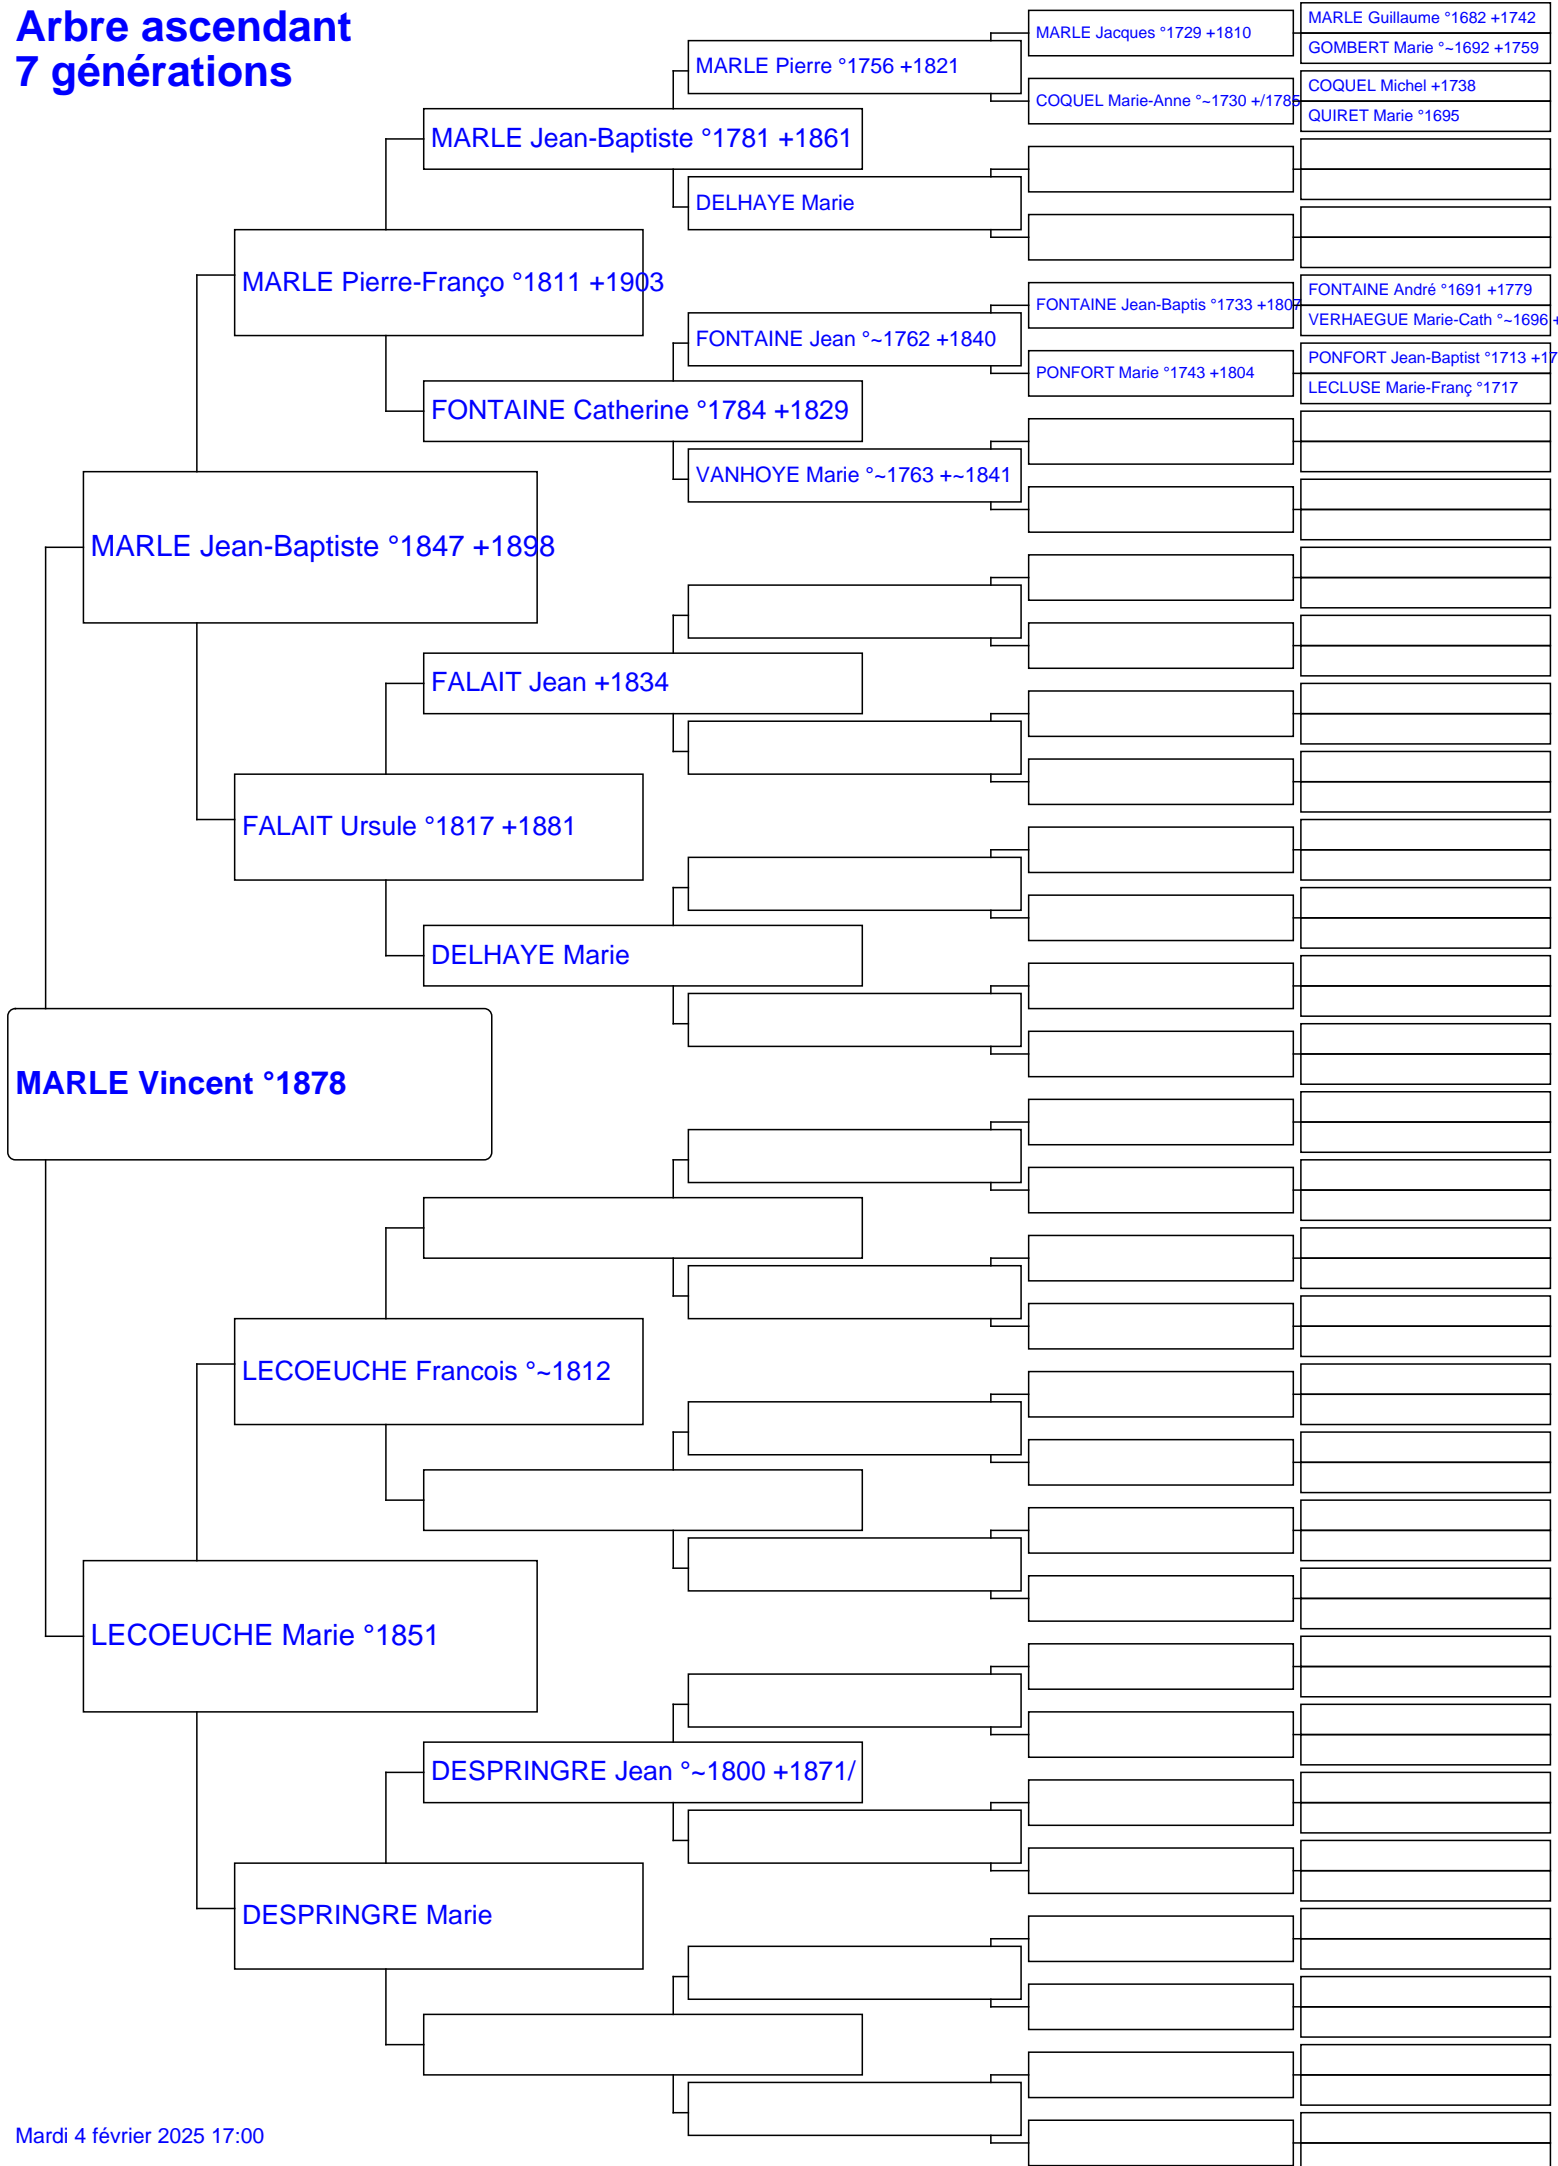 Arbre ascendant
7 générations
MARLE Guillaume °1682 +1742
MARLE Jacques °1729 +1810
GOMBERT Marie °~1692 +1759
MARLE Pierre °1756 +1821
COQUEL Michel +1738
COQUEL Marie-Anne °~1730 +/1785
QUIRET Marie °1695
MARLE Jean-Baptiste °1781 +1861
DELHAYE Marie
MARLE Pierre-Franço °1811 +1903
FONTAINE André °1691 +1779
FONTAINE Jean-Baptis °1733 +1807
VERHAEGUE Marie-Cath °~1696 +
FONTAINE Jean °~1762 +1840
PONFORT Jean-Baptist °1713 +17
PONFORT Marie °1743 +1804
LECLUSE Marie-Franç °1717
FONTAINE Catherine °1784 +1829
VANHOYE Marie °~1763 +~1841
MARLE Jean-Baptiste °1847 +1898
FALAIT Jean +1834
FALAIT Ursule °1817 +1881
DELHAYE Marie
MARLE Vincent °1878
LECOEUCHE Francois °~1812
LECOEUCHE Marie °1851
DESPRINGRE Jean °~1800 +1871/
DESPRINGRE Marie
Mardi 4 février 2025 17:00